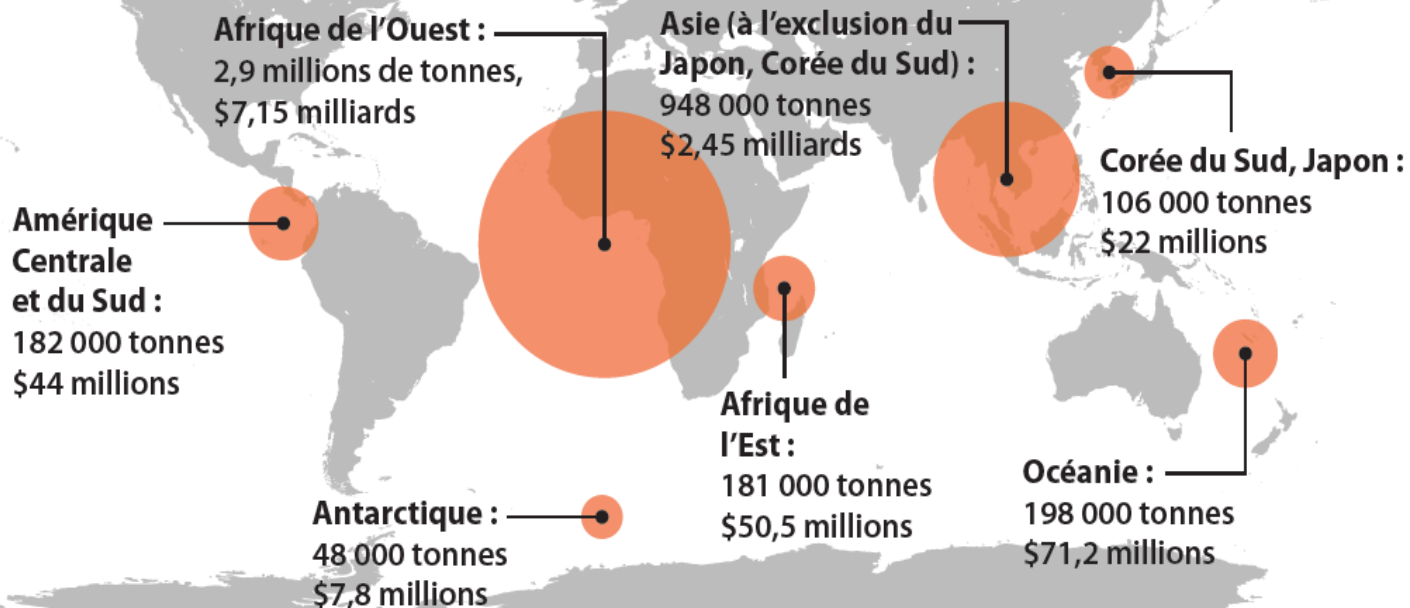 Afrique de l’Ouest :
2,9 millions de tonnes,
$7,15 milliards
Asie (à l’exclusion du
Japon, Corée du Sud) :
948 000 tonnes
$2,45 milliards
Corée du Sud, Japon :
106 000 tonnes
$22 millions
Amérique
Centrale
et du Sud :
182 000 tonnes
$44 millions
Afrique de
l’Est :
181 000 tonnes
$50,5 millions
Océanie :
198 000 tonnes
$71,2 millions
Antarctique :
48 000 tonnes
$7,8 millions